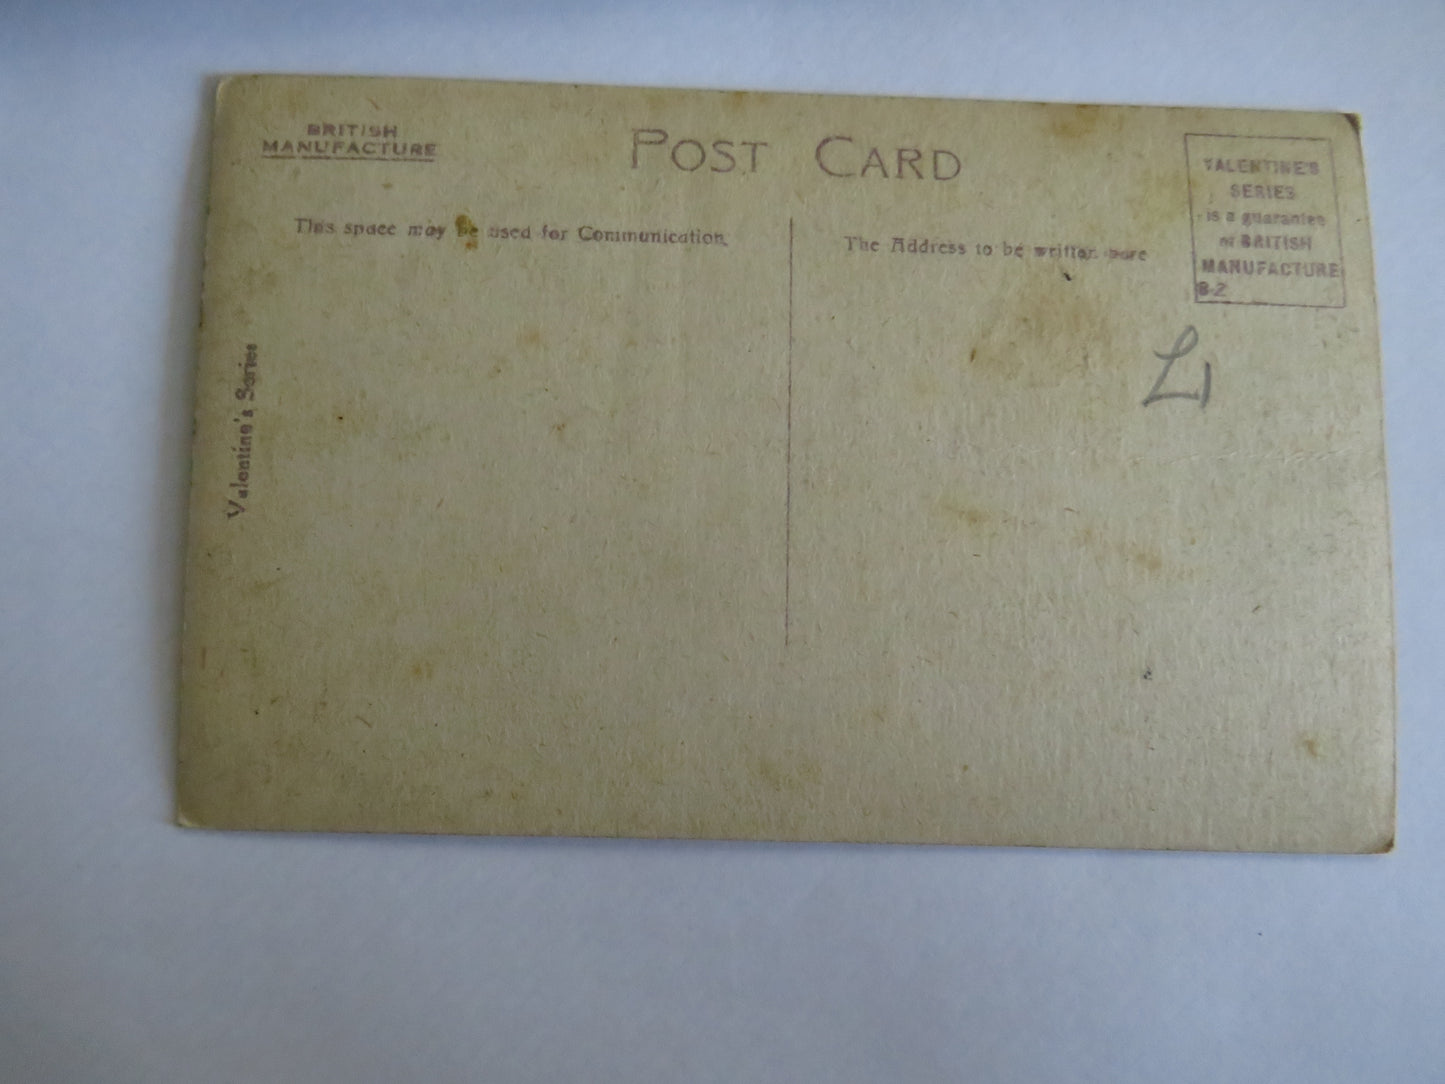 BRITISH
MANUFACTURE
POST CARD
VALENTINE'S
SERIES
is a guarantee
of BRITISH
MANUFACTURE
B-Z
This space may be used for Communication.
The Address to be written here
Valentine's Series
£1